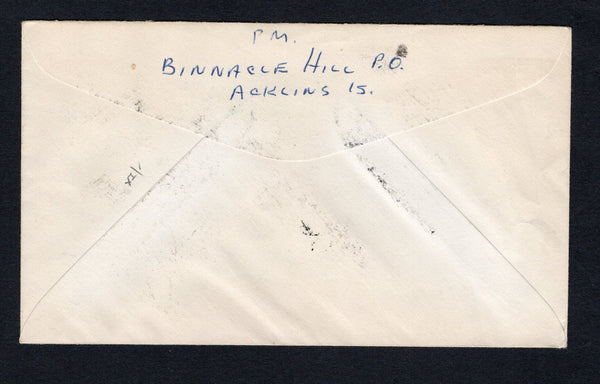 P.M.
BINNACLE HILL P.O.
ACKLINS IS.